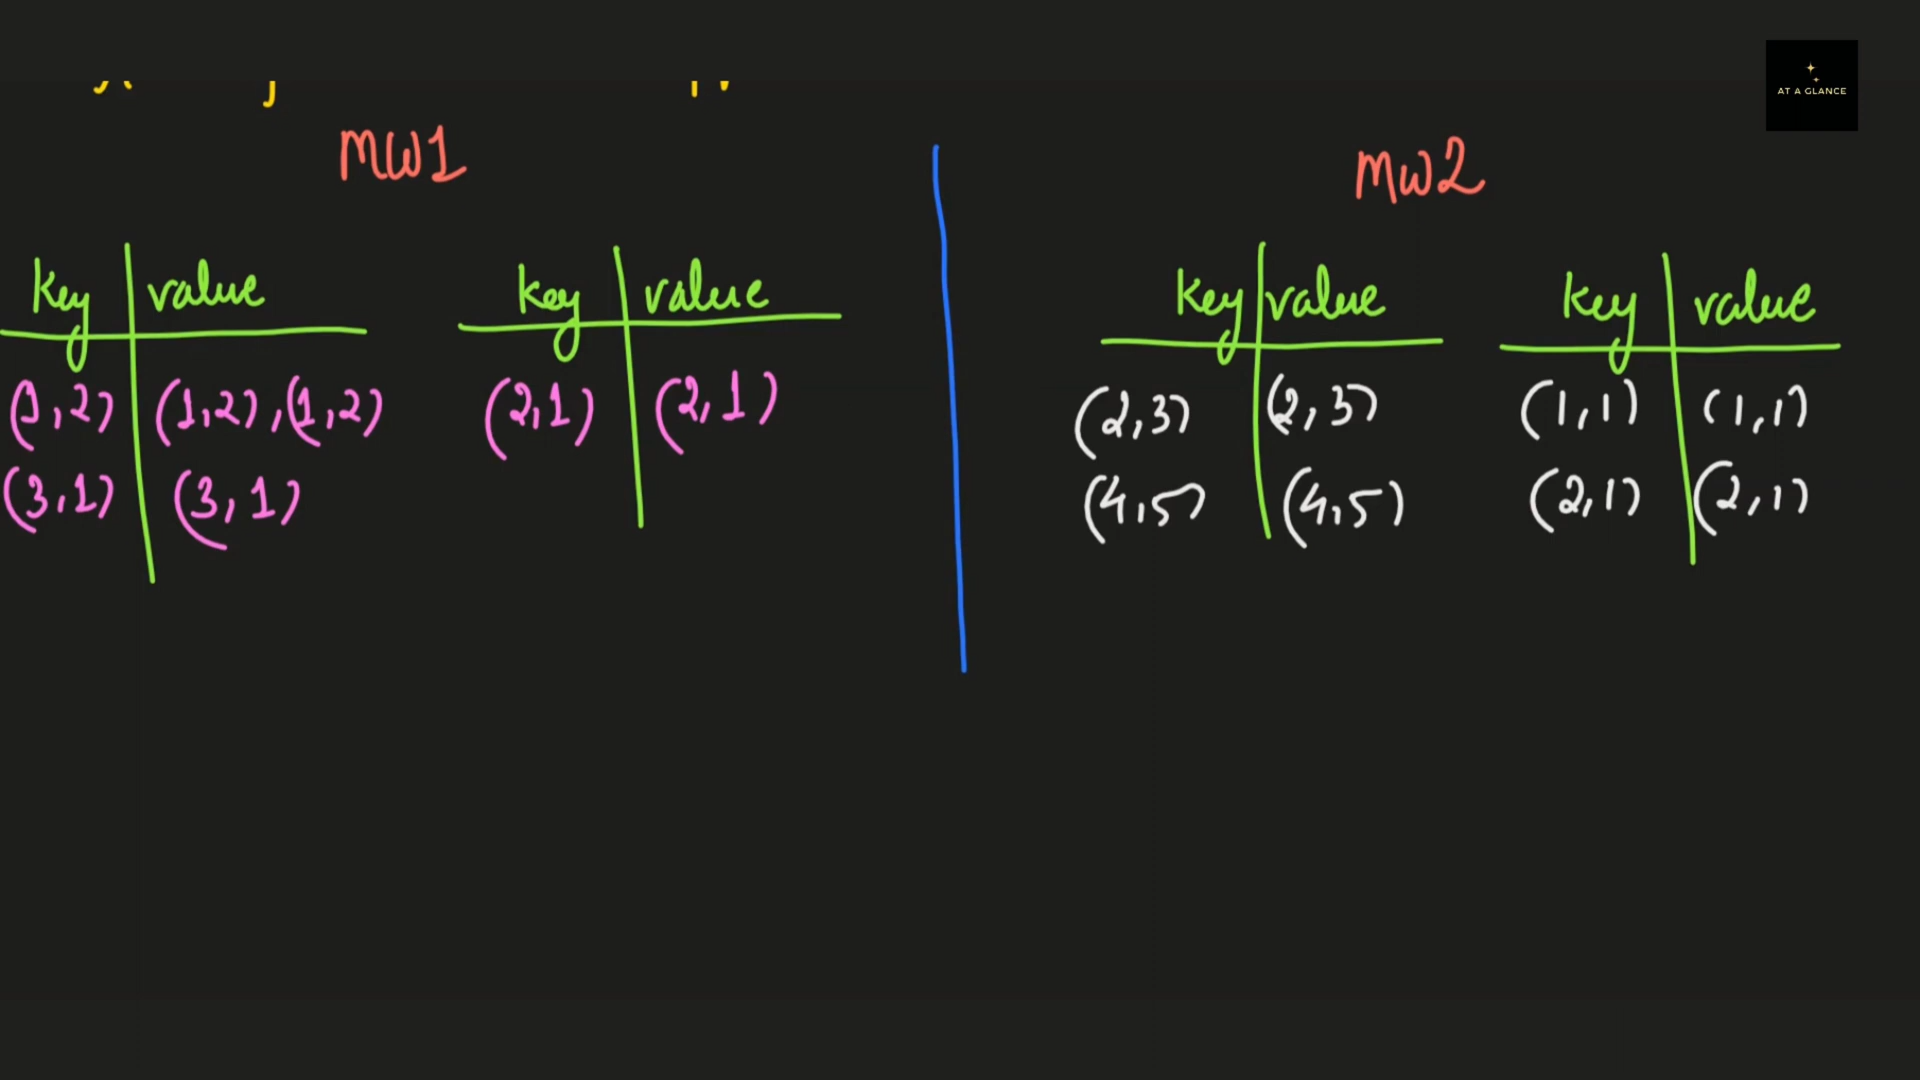 AT A GLANCE
MW1
MW2
key value key value key value key value
(1,2) (1,2),(1,2) (2,1) (2,1) (2,3) (2,3) (1,1) (1,1)
(3,1) (3,1) (4,5) (4,5) (2,1) (2,1)